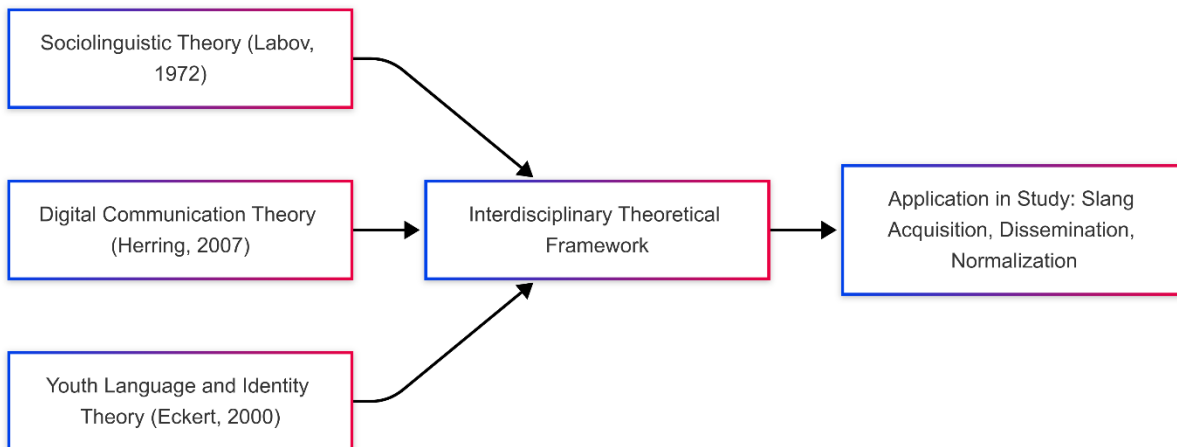 Sociolinguistic Theory (Labov,
1972)
Digital Communication Theory
(Herring, 2007)
Youth Language and Identity
Theory (Eckert, 2000)
Interdisciplinary Theoretical
Framework
Application in Study: Slang
Acquisition, Dissemination,
Normalization